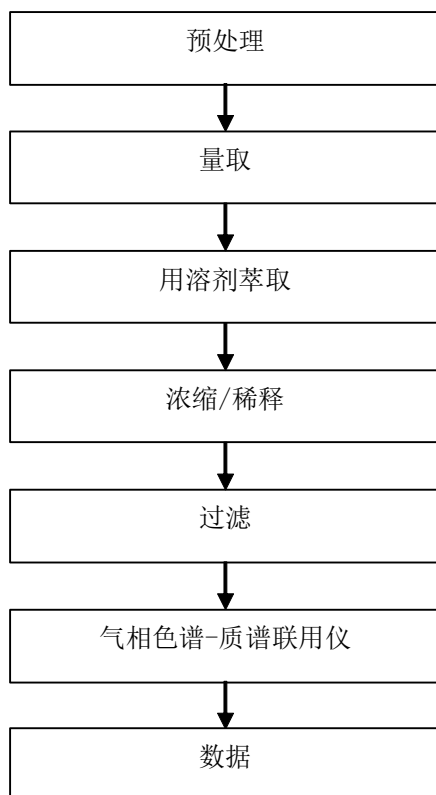 预处理
量取
用溶剂萃取
浓缩/稀释
过滤
气相色谱-质谱联用仪
数据